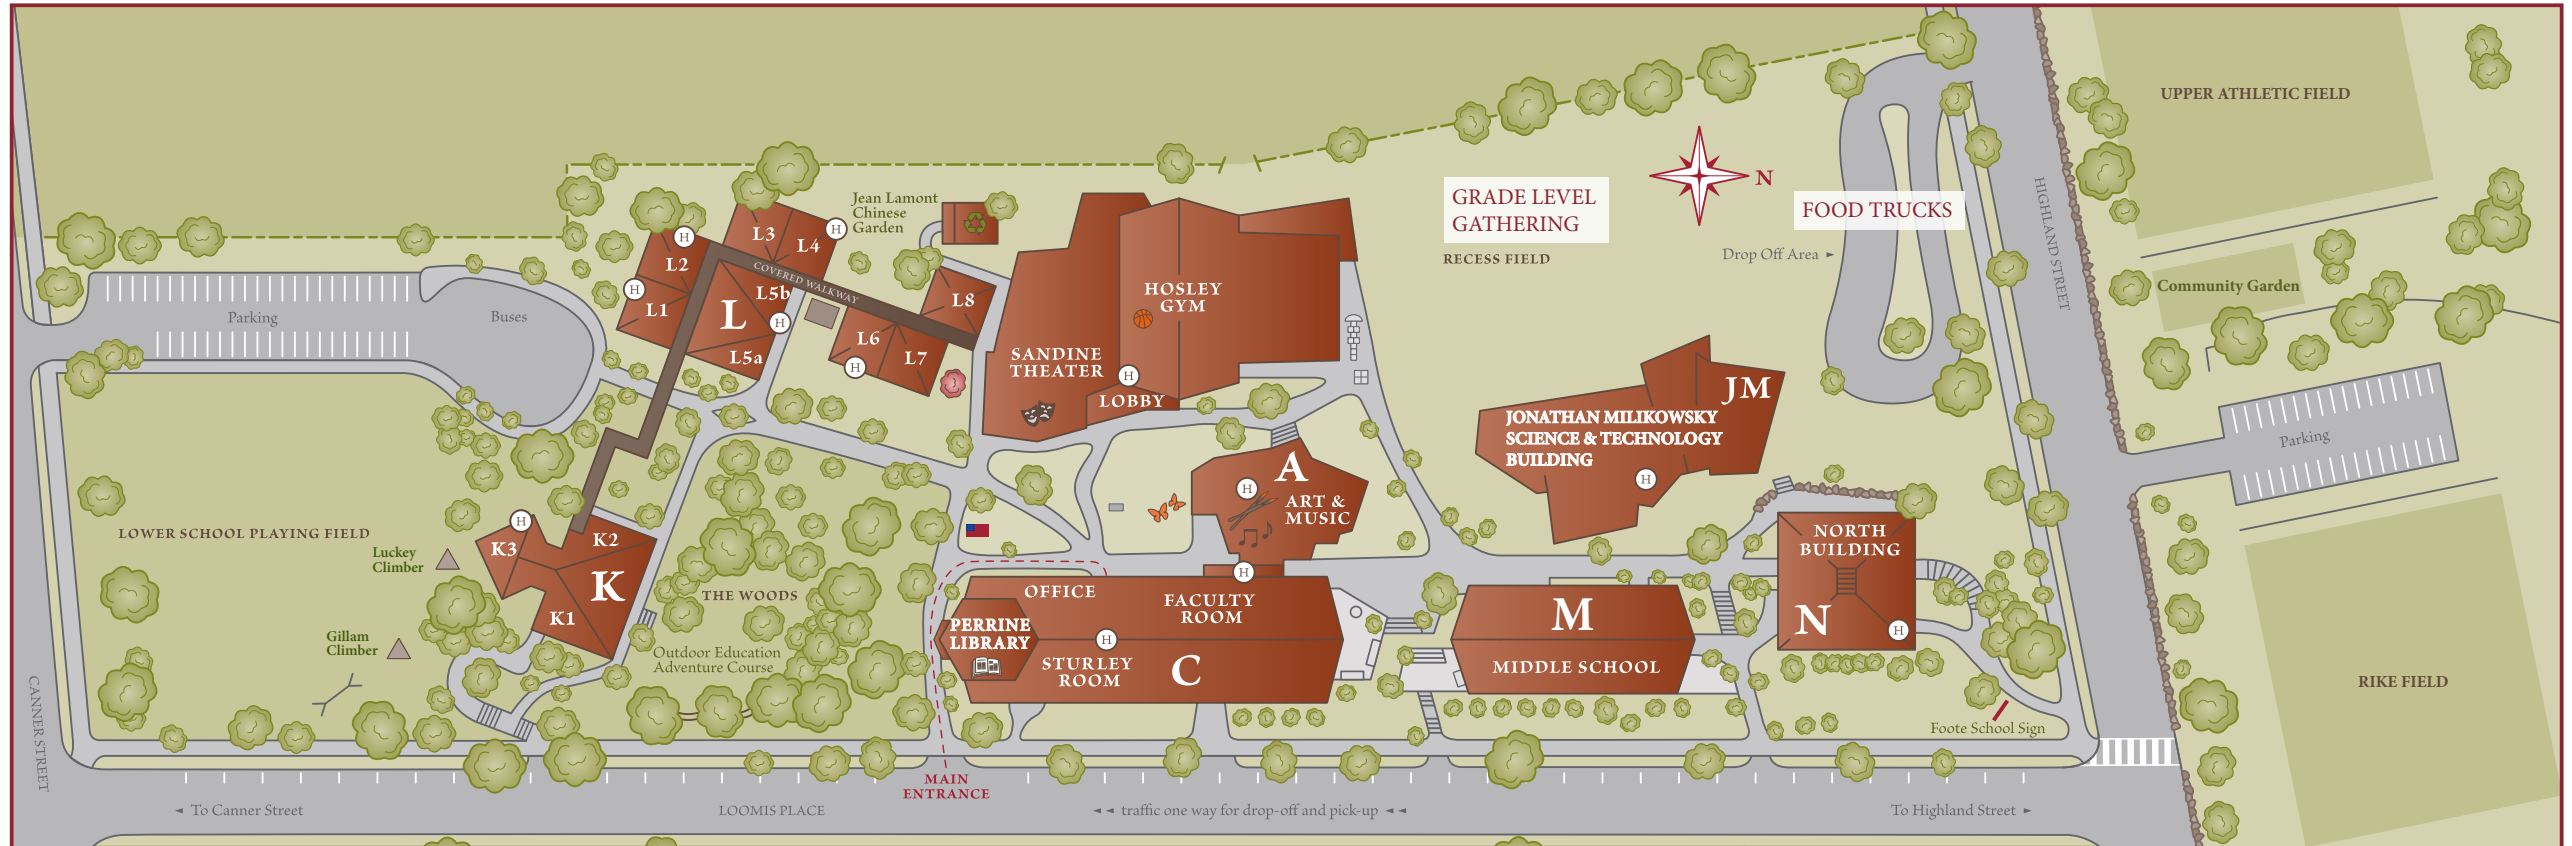 UPPER ATHLETIC FIELD
N
GRADE LEVEL
GATHERING
RECESS FIELD
FOOD TRUCKS
Drop Off Area ►
HIGHLAND STREET
Community Garden
Parking
RIKE FIELD
Jean Lamont
Chinese
Garden
L3
L4
L2
L1
L
L5b
L5a
COVERED WALKWAY
L6
L7
L8
H
H
H
H
H
Parking
Buses
HOSLEY
GYM
SANDINE
THEATER
H
LOBBY
JM
JONATHAN MILIKOWSKY
SCIENCE & TECHNOLOGY
BUILDING
H
A
H
ART &
MUSIC
H
NORTH
BUILDING
N
H
LOWER SCHOOL PLAYING FIELD
Luckey
Climber
Gillam
Climber
H
K3
K2
K
K1
THE WOODS
Outdoor Education
Adventure Course
OFFICE
FACULTY
ROOM
PERRINE
LIBRARY
H
STURLEY
ROOM
C
M
MIDDLE SCHOOL
Foote School Sign
CANNER STREET
MAIN
ENTRANCE
◄ To Canner Street
LOOMIS PLACE
◄ ◄ traffic one way for drop-off and pick-up ◄ ◄
To Highland Street ►